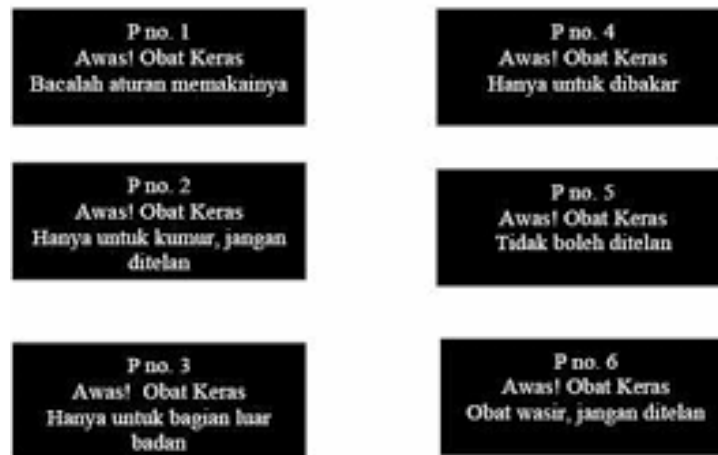 P no. 1
Awas! Obat Keras
Bacalah aturan memakainya
P no. 2
Awas! Obat Keras
Hanya untuk kumur, jangan
ditelan
P no. 3
Awas! Obat Keras
Hanya untuk bagian luar
badan
P no. 4
Awas! Obat Keras
Hanya untuk dibakar
P no. 5
Awas! Obat Keras
Tidak boleh ditelan
P no. 6
Awas! Obat Keras
Obat wasir, jangan ditelan